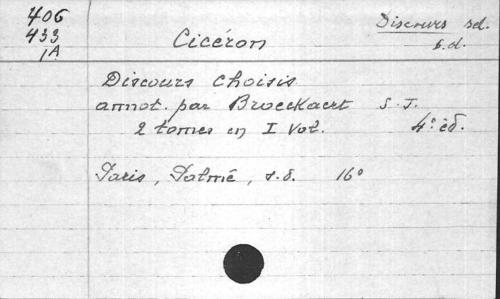 406
433
1A
Cicéron
Discours sd.
s.d.
Discours Choisis
annot. par Broeckaert S. J.
2 tomes en I Vol. 4e éd.
Paris, Palmé, s.d. 16°